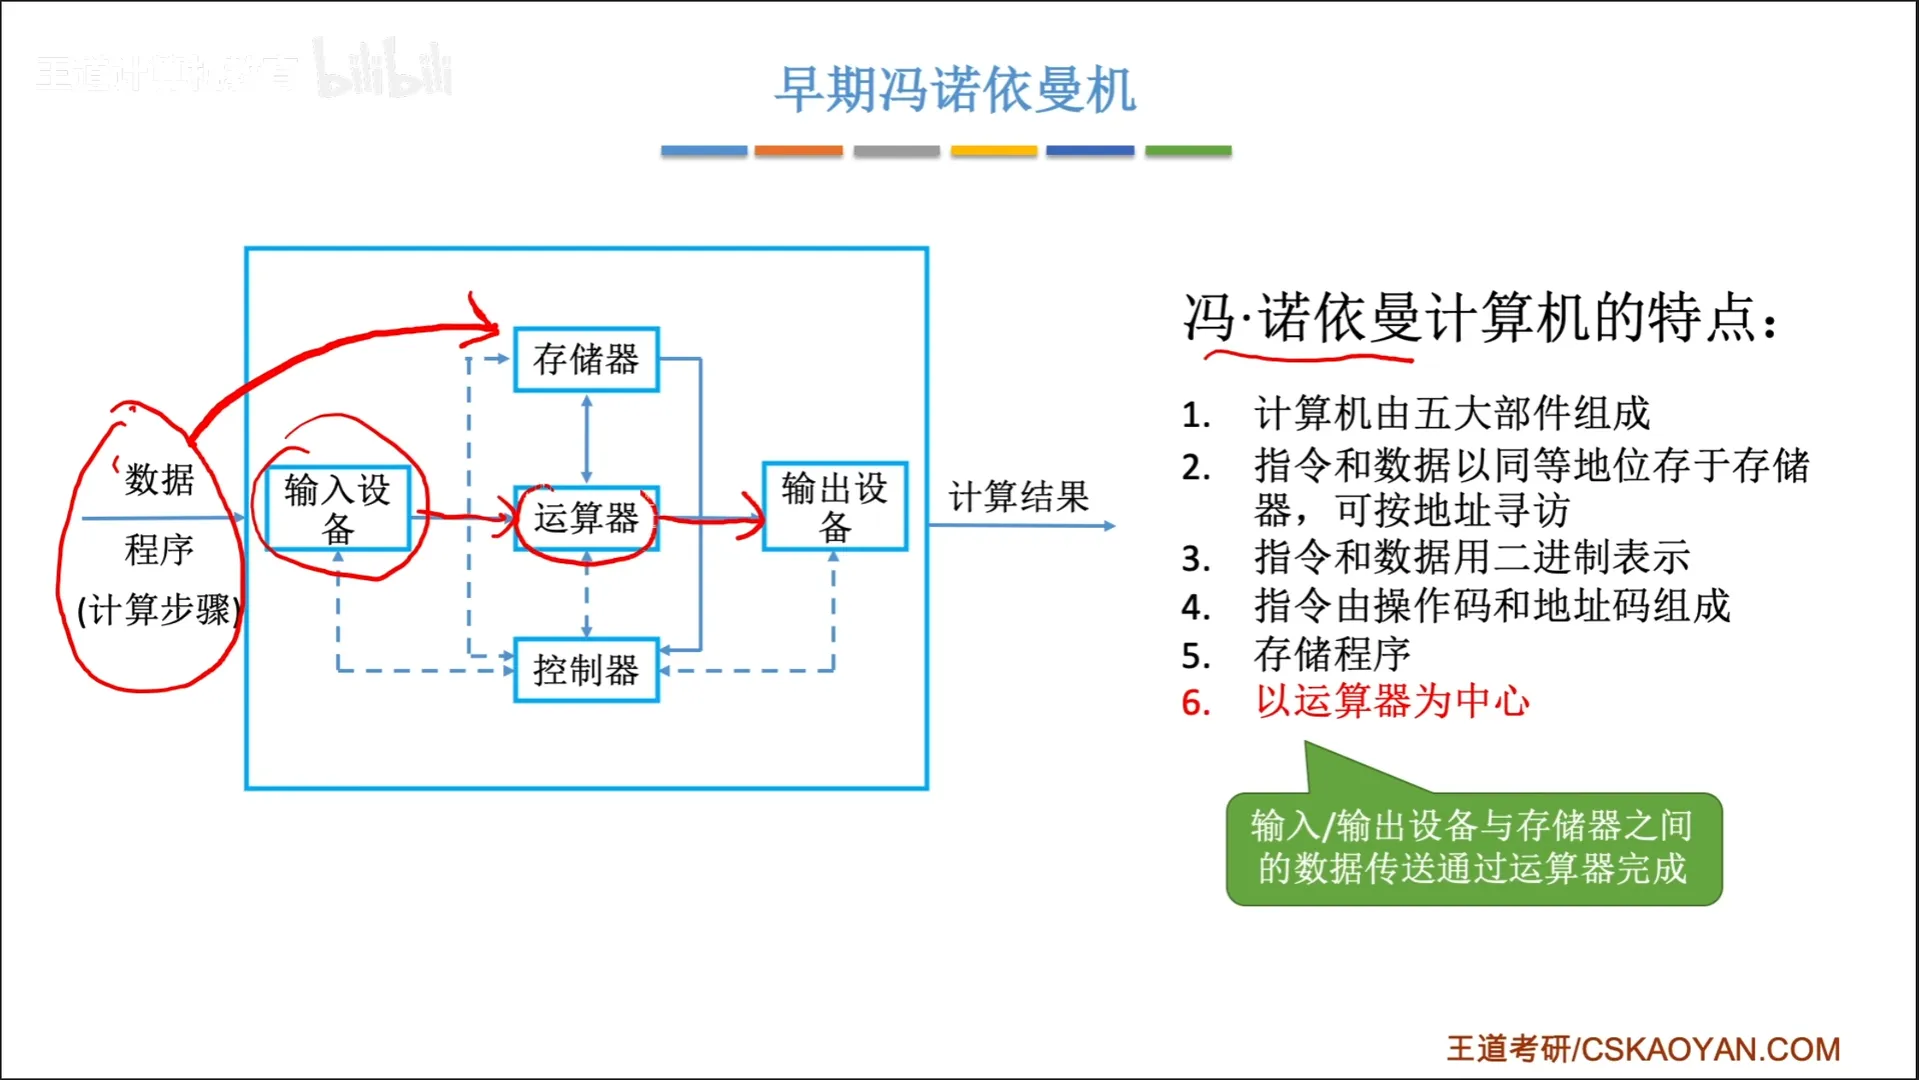 王道计算机教育 bilibili
早期冯诺依曼机
存储器
数据
程序
(计算步骤)
输入设
备
运算器
输出设
备
计算结果
控制器
冯·诺依曼计算机的特点：
1. 计算机由五大部件组成
2. 指令和数据以同等地位存于存储
器，可按地址寻访
3. 指令和数据用二进制表示
4. 指令由操作码和地址码组成
5. 存储程序
6. 以运算器为中心
输入/输出设备与存储器之间
的数据传送通过运算器完成
王道考研/CSKAOYAN.COM